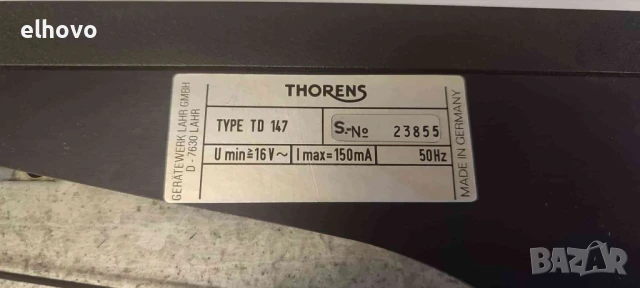 elhovo
GERÄTEWERK LAHR GMBH
D - 7630 LAHR
THORENS
TYPE TD 147
S.-No 23855
U min ≧ 16V ~ I max = 150mA 50Hz
MADE IN GERMANY
BAZAR